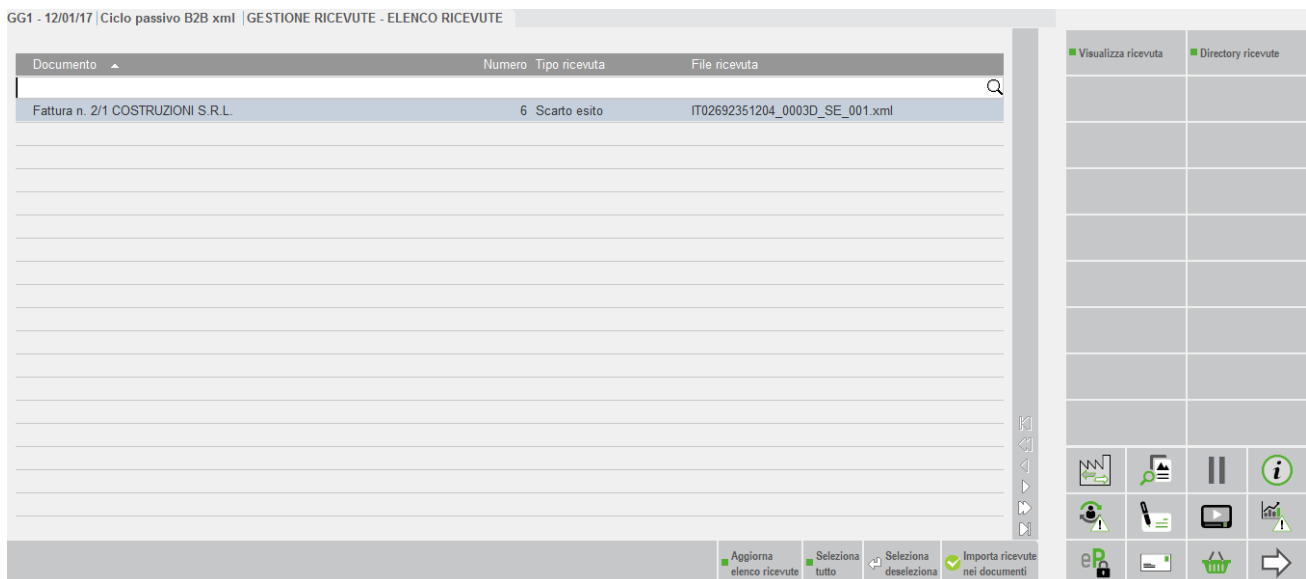 GG1 - 12/01/17 Ciclo passivo B2B xml GESTIONE RICEVUTE - ELENCO RICEVUTE
Visualizza ricevuta Directory ricevute
Documento Numero Tipo ricevuta File ricevuta
Fattura n. 2/1 COSTRUZIONI S.R.L. 6 Scarto esito IT02692351204_0003D_SE_001.xml
Aggiorna elenco ricevute
Seleziona tutto
Seleziona deseleziona
Importa ricevute nei documenti
i
eP